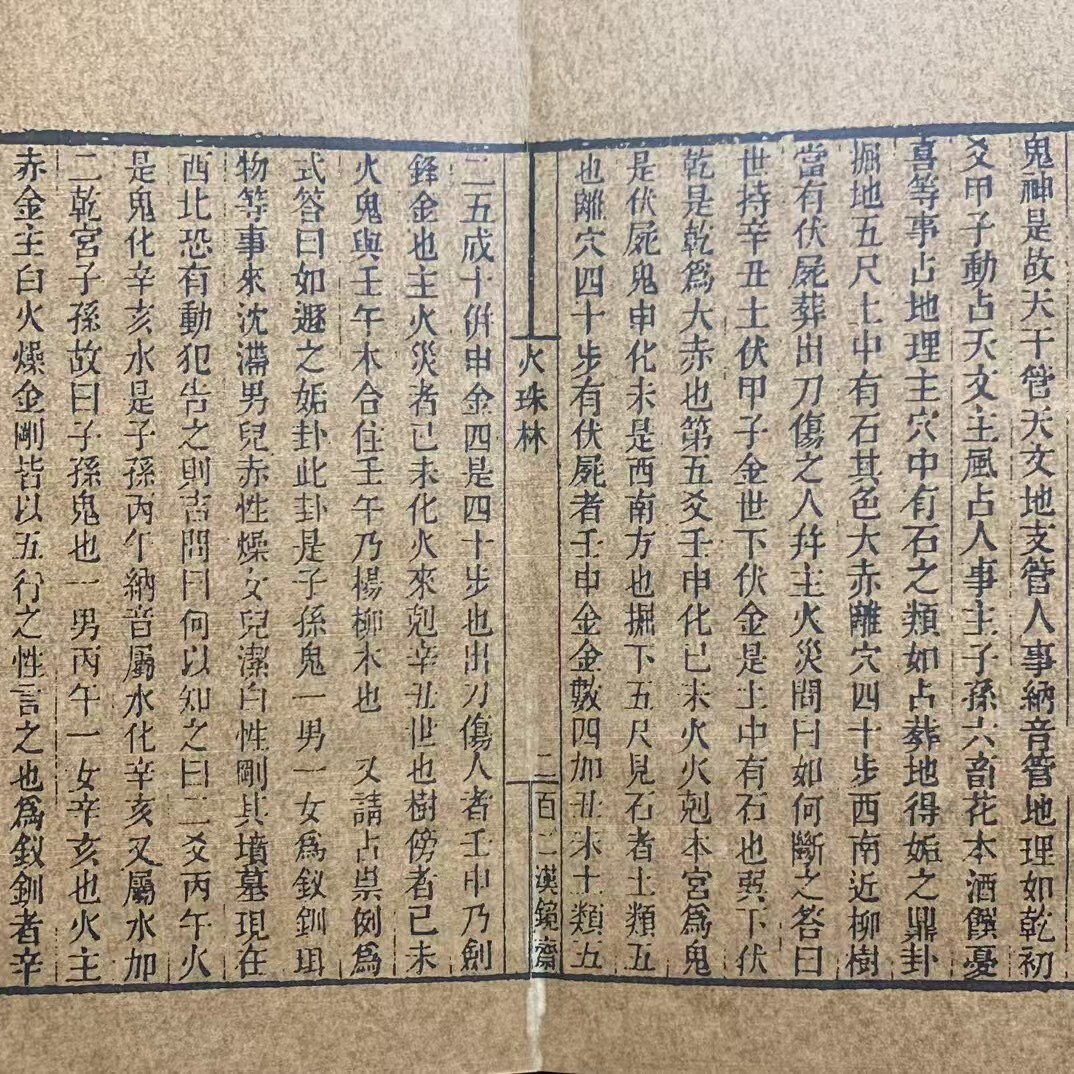 鬼神是故天干管天文地支管人事納音管地理如乾初
爻甲子動占天文主風占人事主子孫六畜花木酒饌憂
喜等事占地理主穴中有石之類如占葬地得姤之鼎卦
掘地五尺土中有石其色大赤離穴四十步西南近柳樹
當有伏屍葬出刀傷之人幷主火災問曰如何斷之答曰
世持辛丑土伏甲子金世下伏金是土中有石也巽下伏
乾是乾爲大赤也第五爻壬申化已未火火剋本宮爲鬼
是伏屍鬼申化未是西南方也掘下五尺見石者土類五
也離穴四十步有伏屍者壬申金金數四加丑未土類五
火珠林
二
百二漢鏡齋
二五成十倂申金四是四十步也出刀傷人者壬申乃劍
鋒金也主火災者已未化火來剋辛丑世也樹傍者已未
火鬼與壬午木合住壬午乃楊柳木也 又請占祟例爲
式答曰如遯之姤卦此卦是子孫鬼一男一女爲釵釧珥
物等事來沈滯男兒赤性燥女兒潔白性剛其墳墓現在
西北恐有動犯告之則吉問曰何以知之曰二爻丙午火
是鬼化辛亥水是子孫丙午納音屬水化辛亥又屬水加
二乾宮子孫故曰子孫鬼也一男丙午一女辛亥也火主
赤金主白火燥金剛皆以五行之性言之也爲釵釧者辛